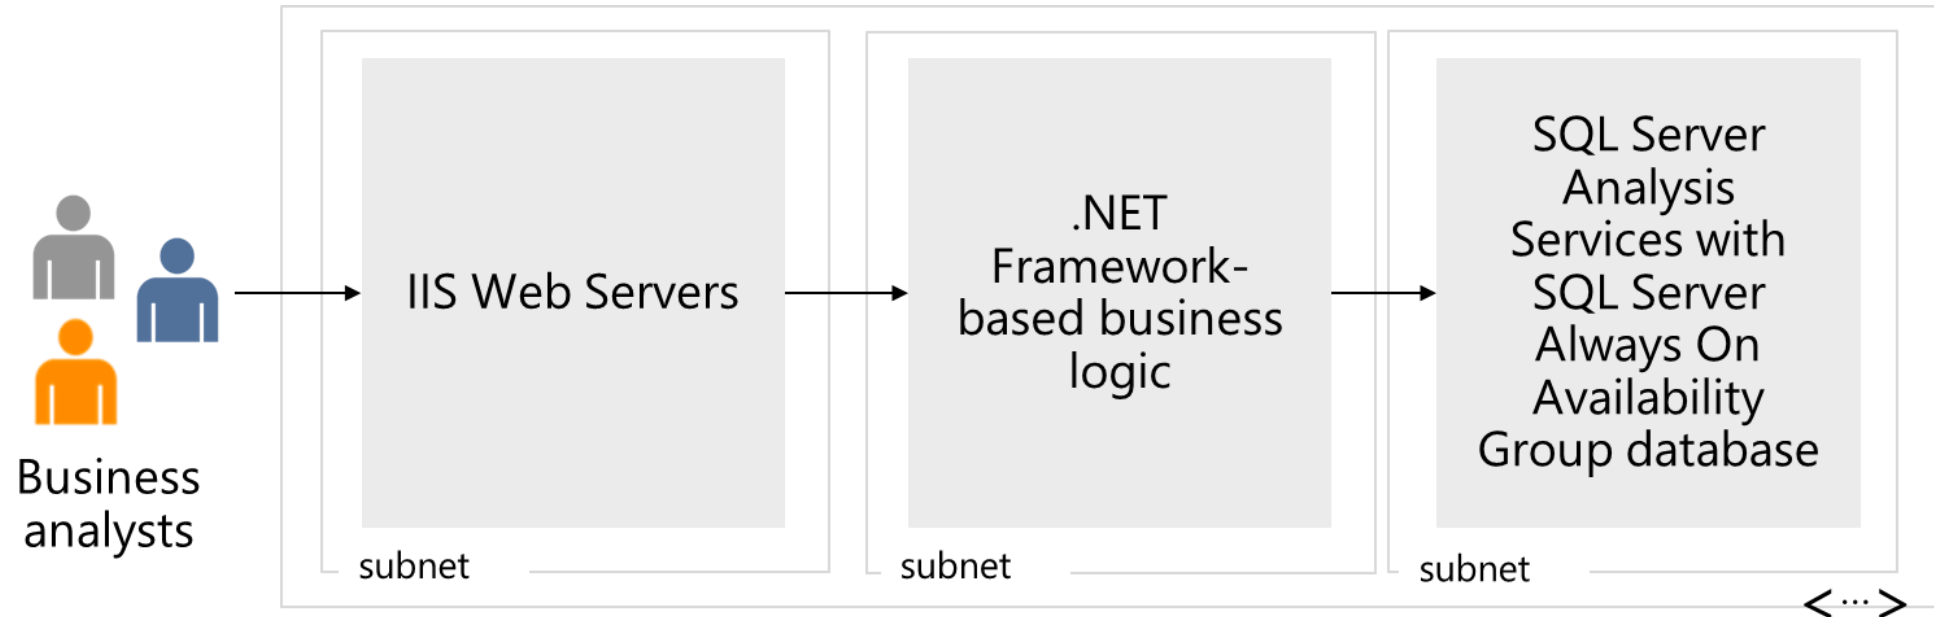 Business
analysts
IIS Web Servers
subnet
.NET
Framework-
based business
logic
subnet
SQL Server
Analysis
Services with
SQL Server
Always On
Availability
Group database
subnet
<···>